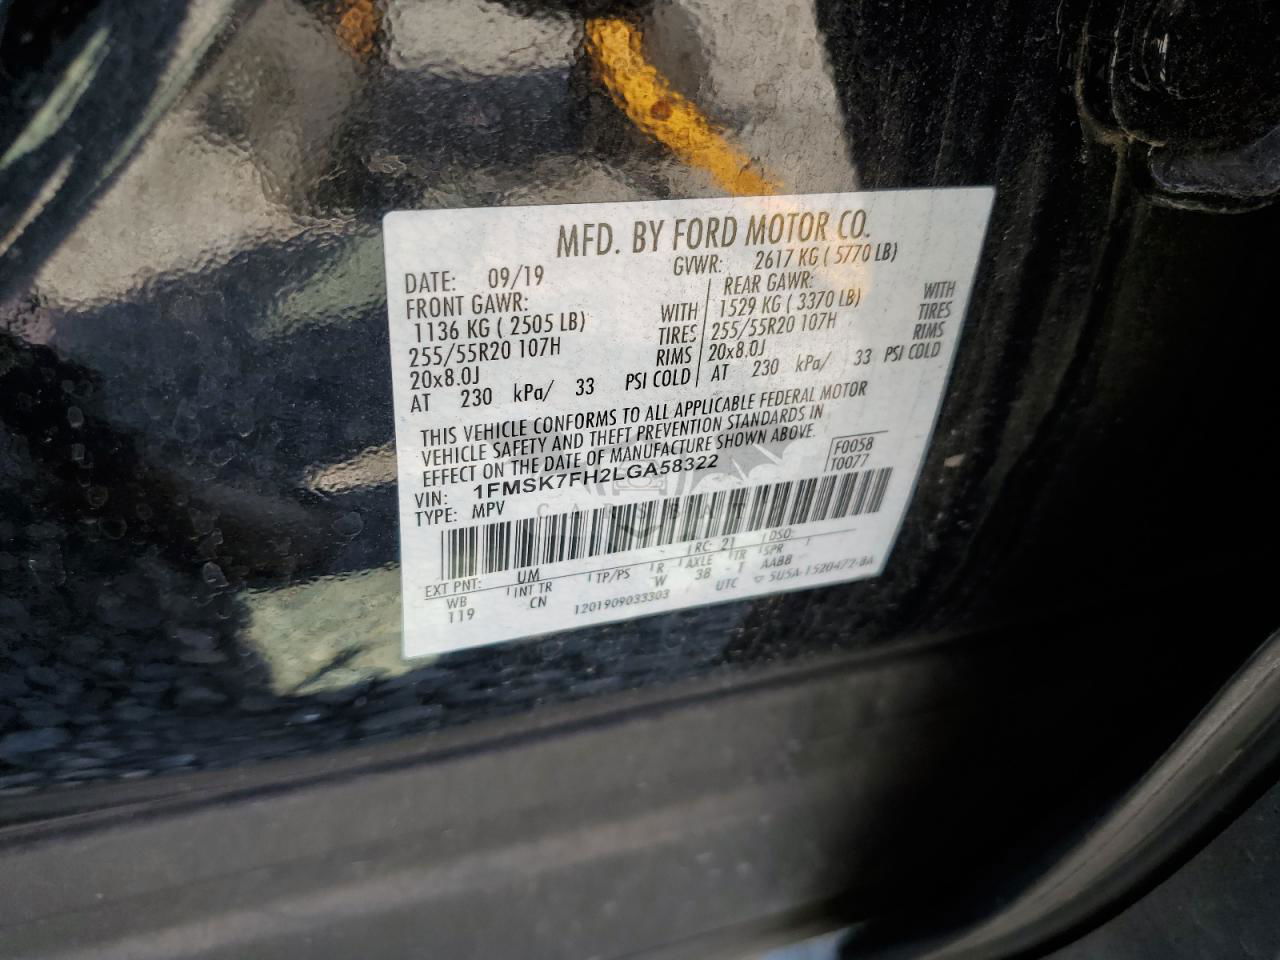 MFD. BY FORD MOTOR CO.
DATE: 09/19 GVWR: 2617 KG ( 5770 LB)
FRONT GAWR: REAR GAWR:
1136 KG ( 2505 LB) WITH 1529 KG ( 3370 LB) WITH
255/55R20 107H TIRES 255/55R20 107H TIRES
20x8.0J RIMS 20x8.0J RIMS
AT 230 kPa/ 33 PSI COLD AT 230 kPa/ 33 PSI COLD
THIS VEHICLE CONFORMS TO ALL APPLICABLE FEDERAL MOTOR
VEHICLE SAFETY AND THEFT PREVENTION STANDARDS IN
EFFECT ON THE DATE OF MANUFACTURE SHOWN ABOVE.
VIN: 1FMSK7FH2LGA58322 F0058
TYPE: MPV T0077
EXT PNT: UM RC: 21 DSO:
WB INT TR TP/PS R AXLE TR SPR
119 CN W 38 T AABB
1201909033303 UTC 5U5A-1520472-BA